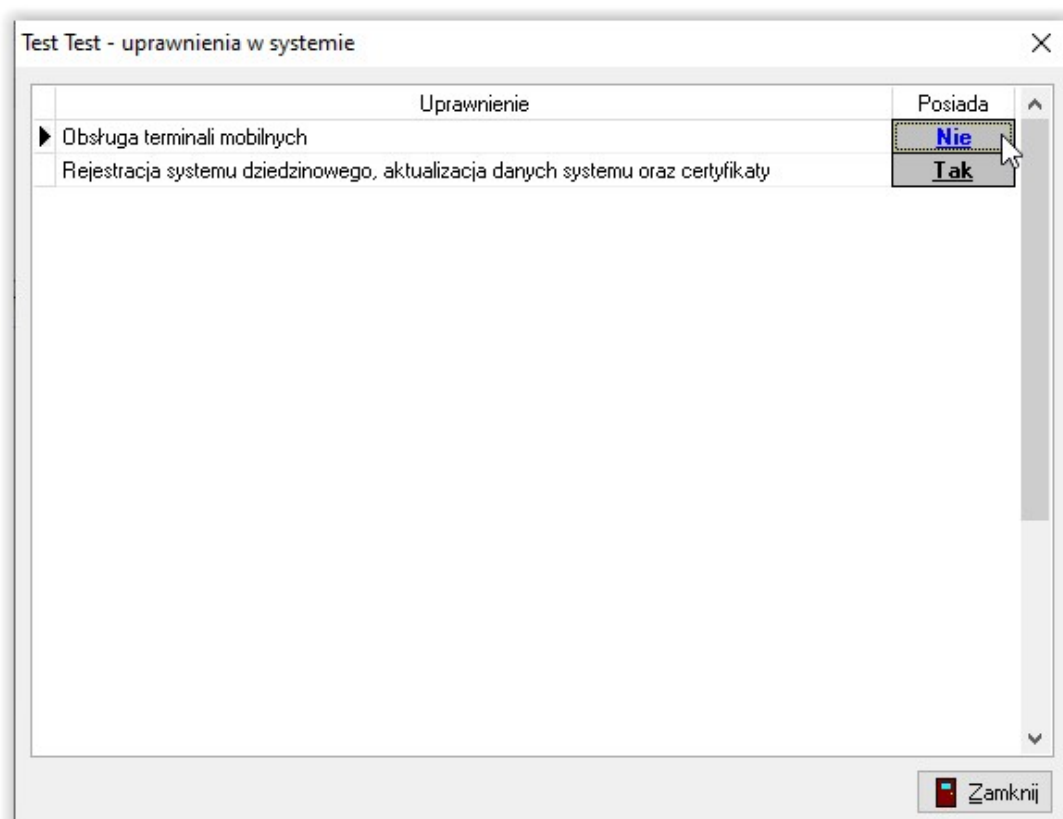 Test Test - uprawnienia w systemie
Uprawnienie Posiada
Obsługa terminali mobilnych Nie
Rejestracja systemu dziedzinowego, aktualizacja danych systemu oraz certyfikaty Tak
Zamknij